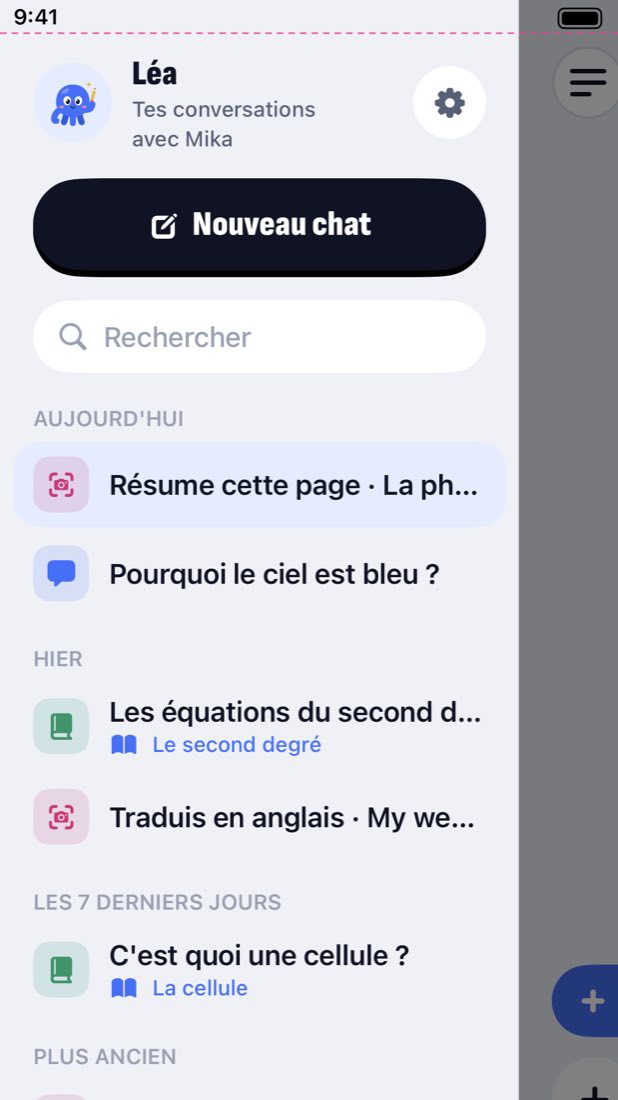 9:41
Léa
Tes conversations
avec Mika
Nouveau chat
Rechercher
AUJOURD'HUI
Résume cette page · La ph...
Pourquoi le ciel est bleu ?
HIER
Les équations du second d...
Le second degré
Traduis en anglais · My we...
LES 7 DERNIERS JOURS
C'est quoi une cellule ?
La cellule
PLUS ANCIEN